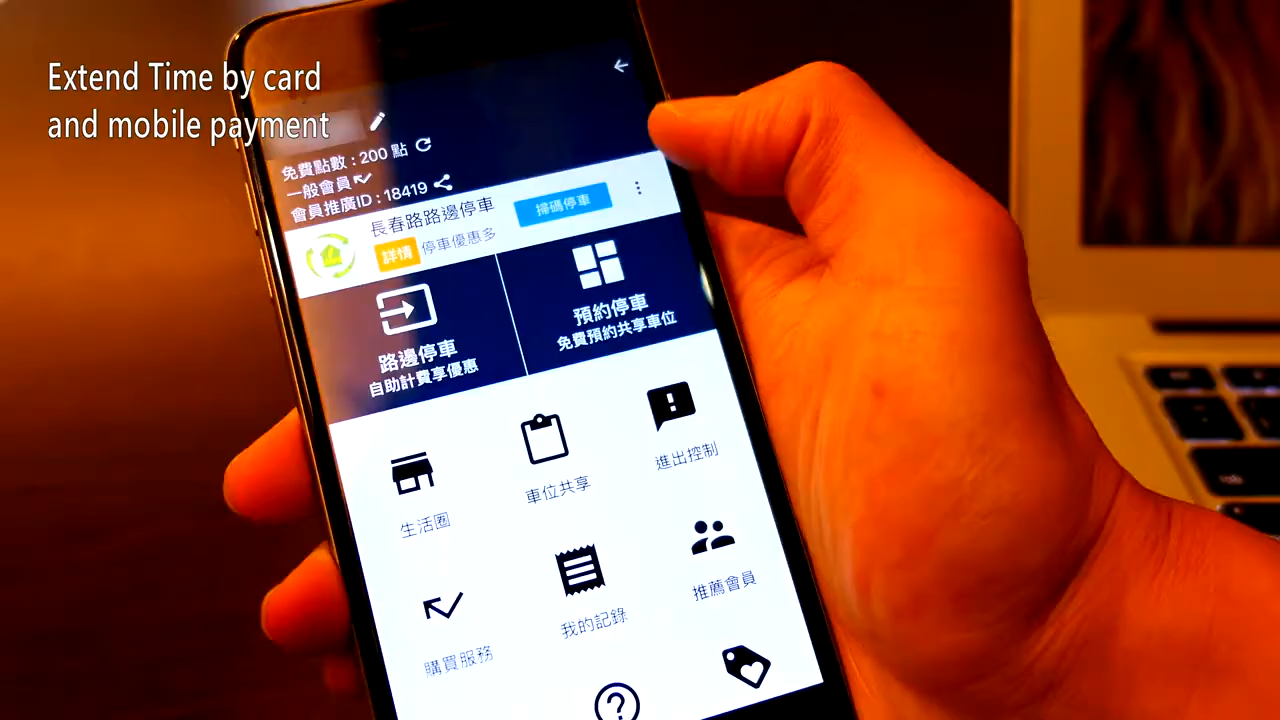 Extend Time by card
and mobile payment
免費點數 : 200 點
一般會員
會員推廣ID : 18419
長春路路邊停車
詳情 停車優惠多
掃碼停車
路邊停車
自助計費享優惠
預約停車
免費預約共享車位
生活圈
車位共享
進出控制
購買服務
我的記錄
推薦會員